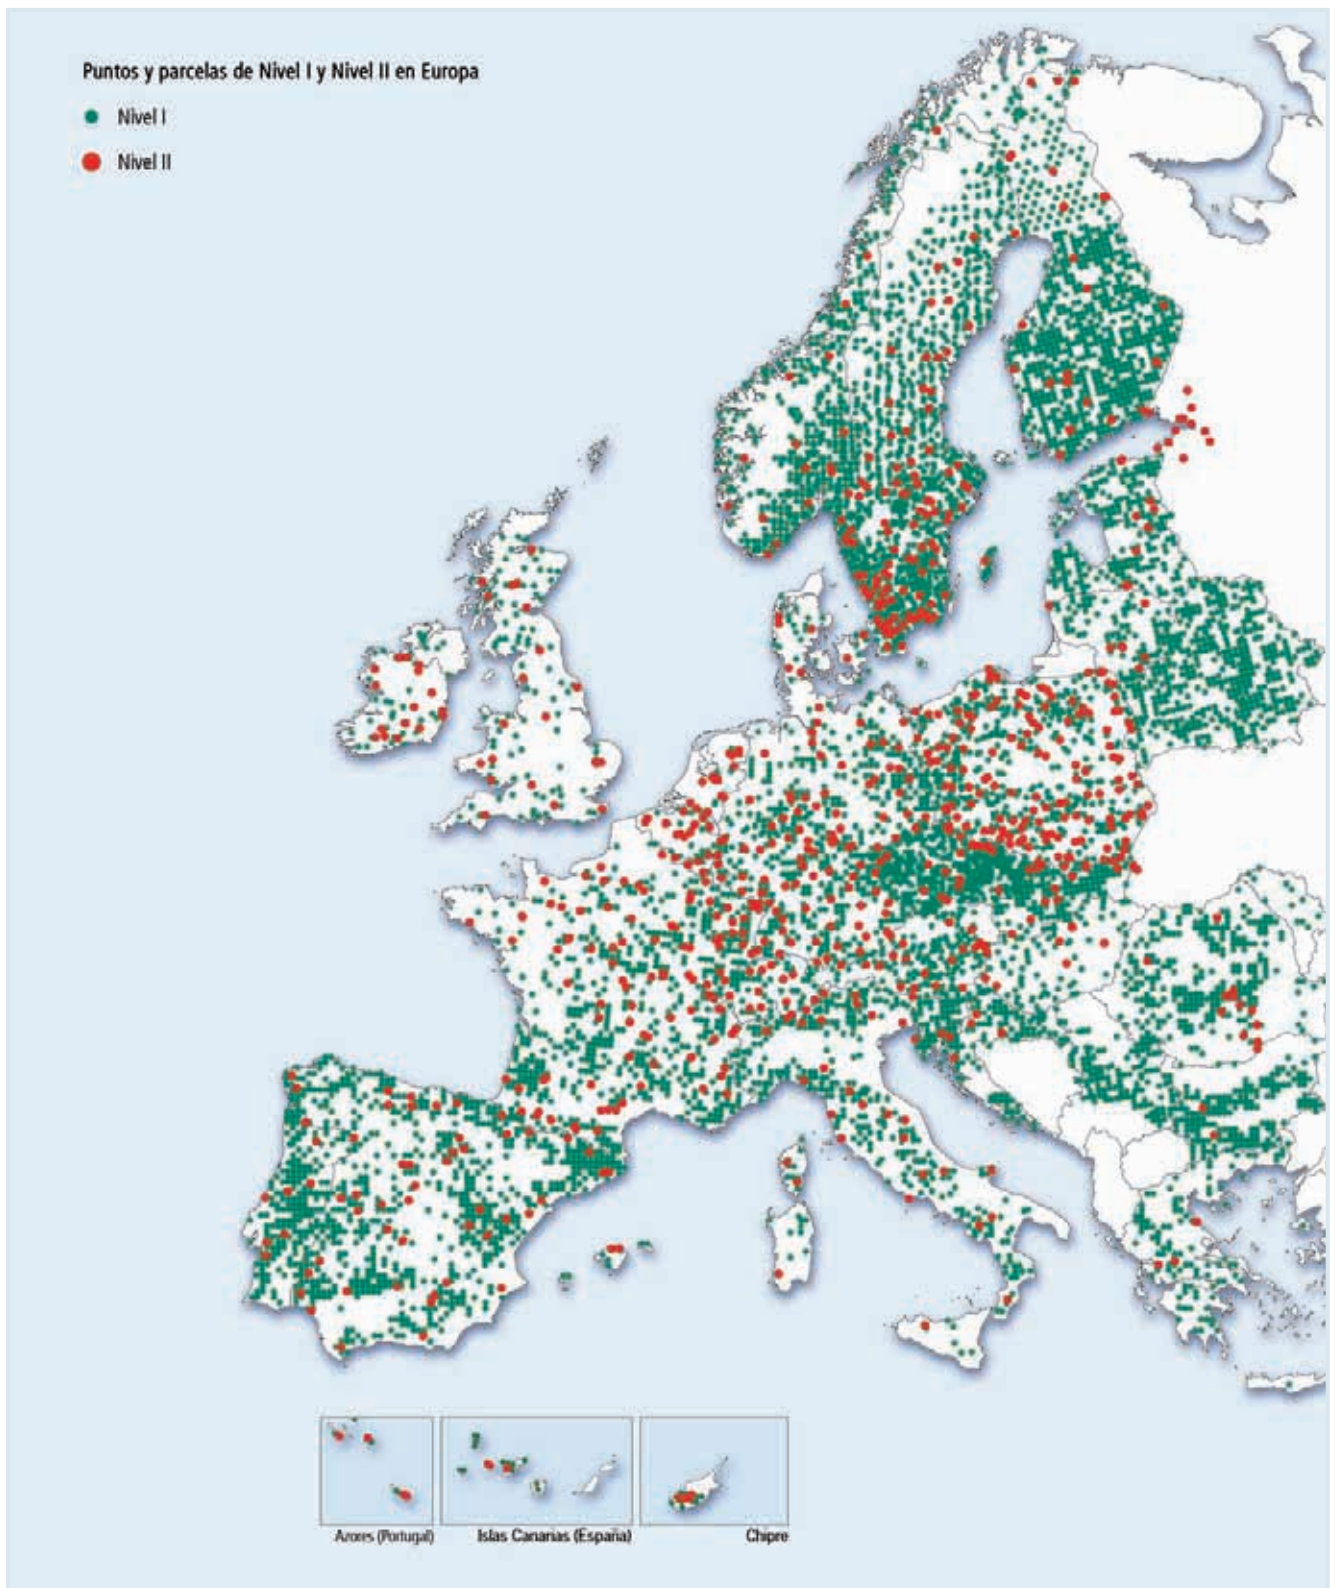 Puntos y parcelas de Nivel I y Nivel II en Europa
Nivel I
Nivel II
Azores (Portugal)
Islas Canarias (España)
Chipre